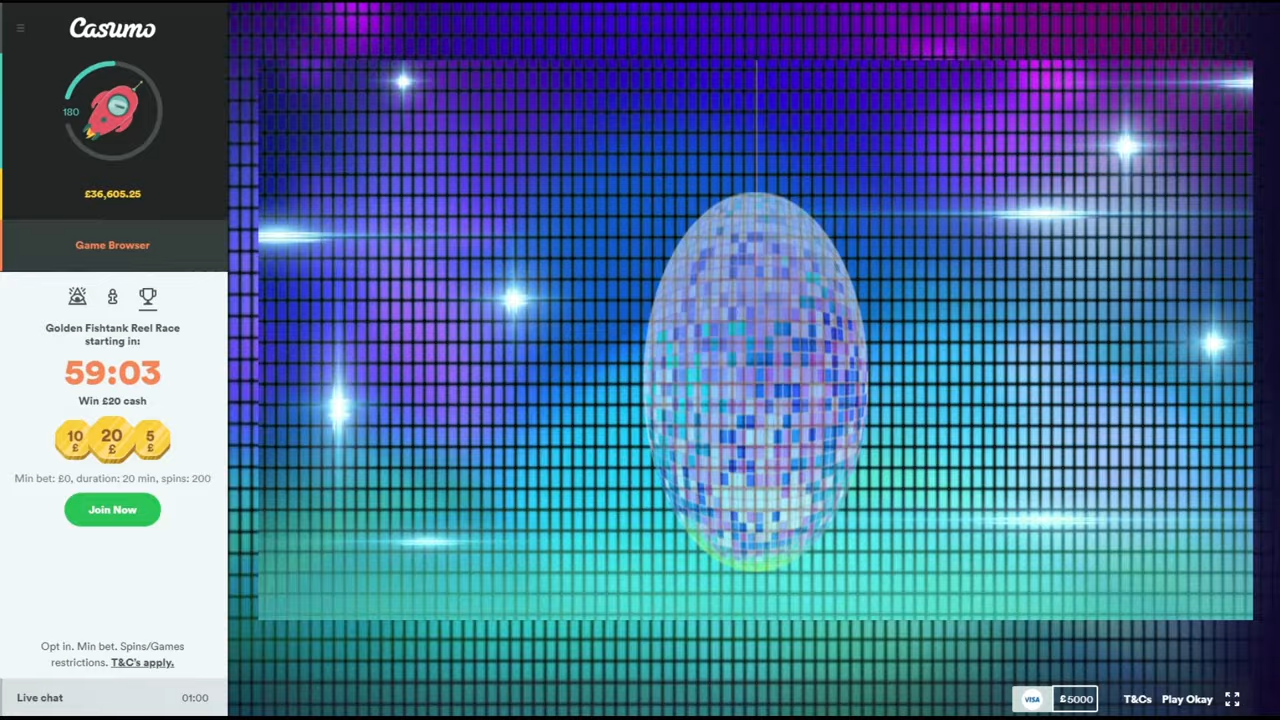 Casumo
180
£36,605.25
Game Browser
Golden Fishtank Reel Race
starting in:
59:03
Win £20 cash
10 £ 20 £ 5 £
Min bet: £0, duration: 20 min, spins: 200
Join Now
Opt in. Min bet. Spins/Games
restrictions. T&C's apply.
Live chat 01:00
VISA £5000 T&Cs Play Okay